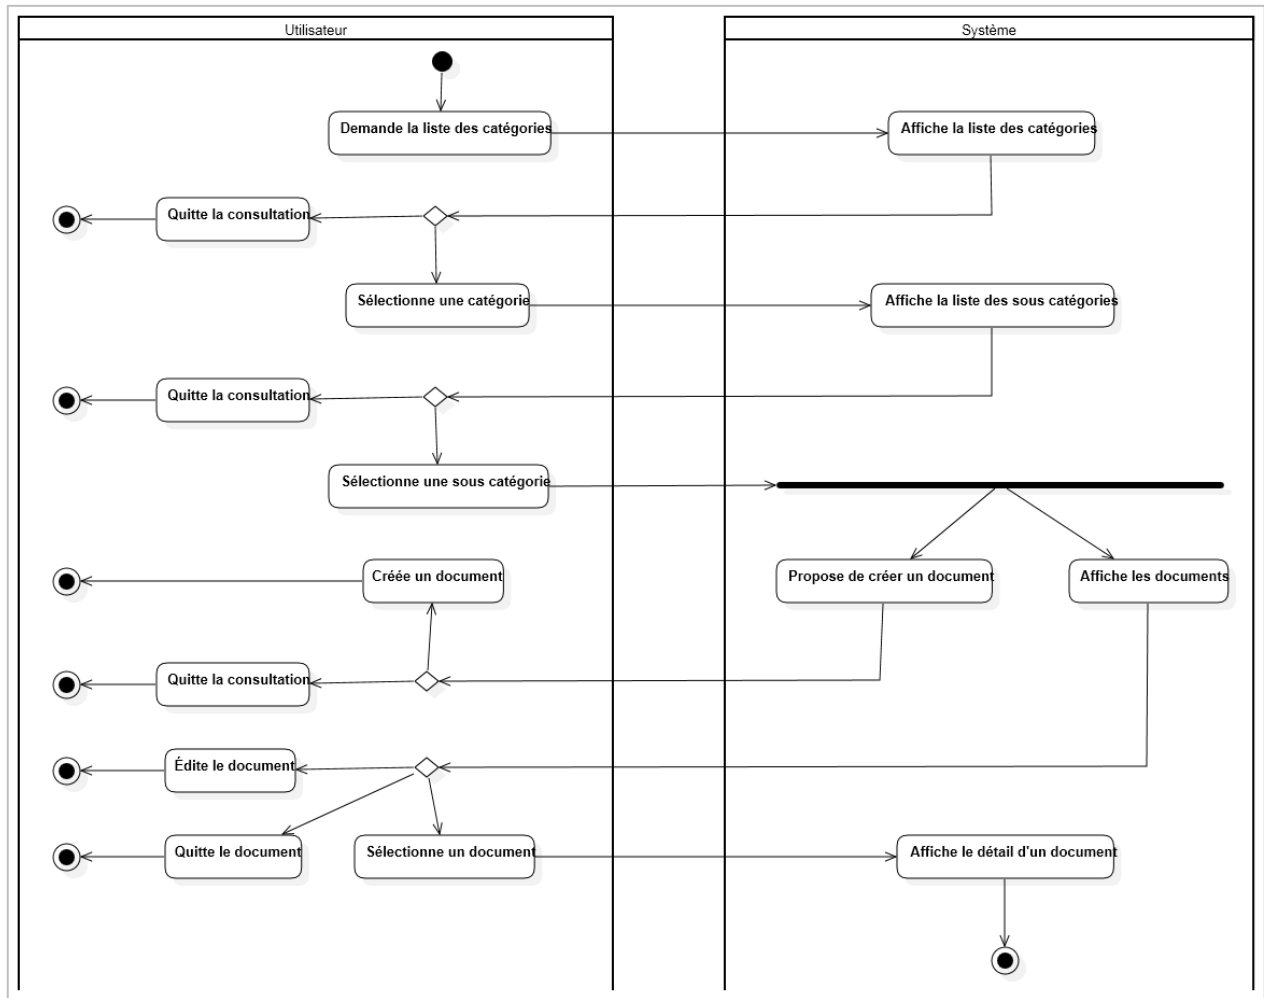 Utilisateur
Système
Demande la liste des catégories
Affiche la liste des catégories
Quitte la consultation
Sélectionne une catégorie
Affiche la liste des sous catégories
Quitte la consultation
Sélectionne une sous catégorie
Créée un document
Propose de créer un document
Affiche les documents
Quitte la consultation
Édite le document
Quitte le document
Sélectionne un document
Affiche le détail d'un document